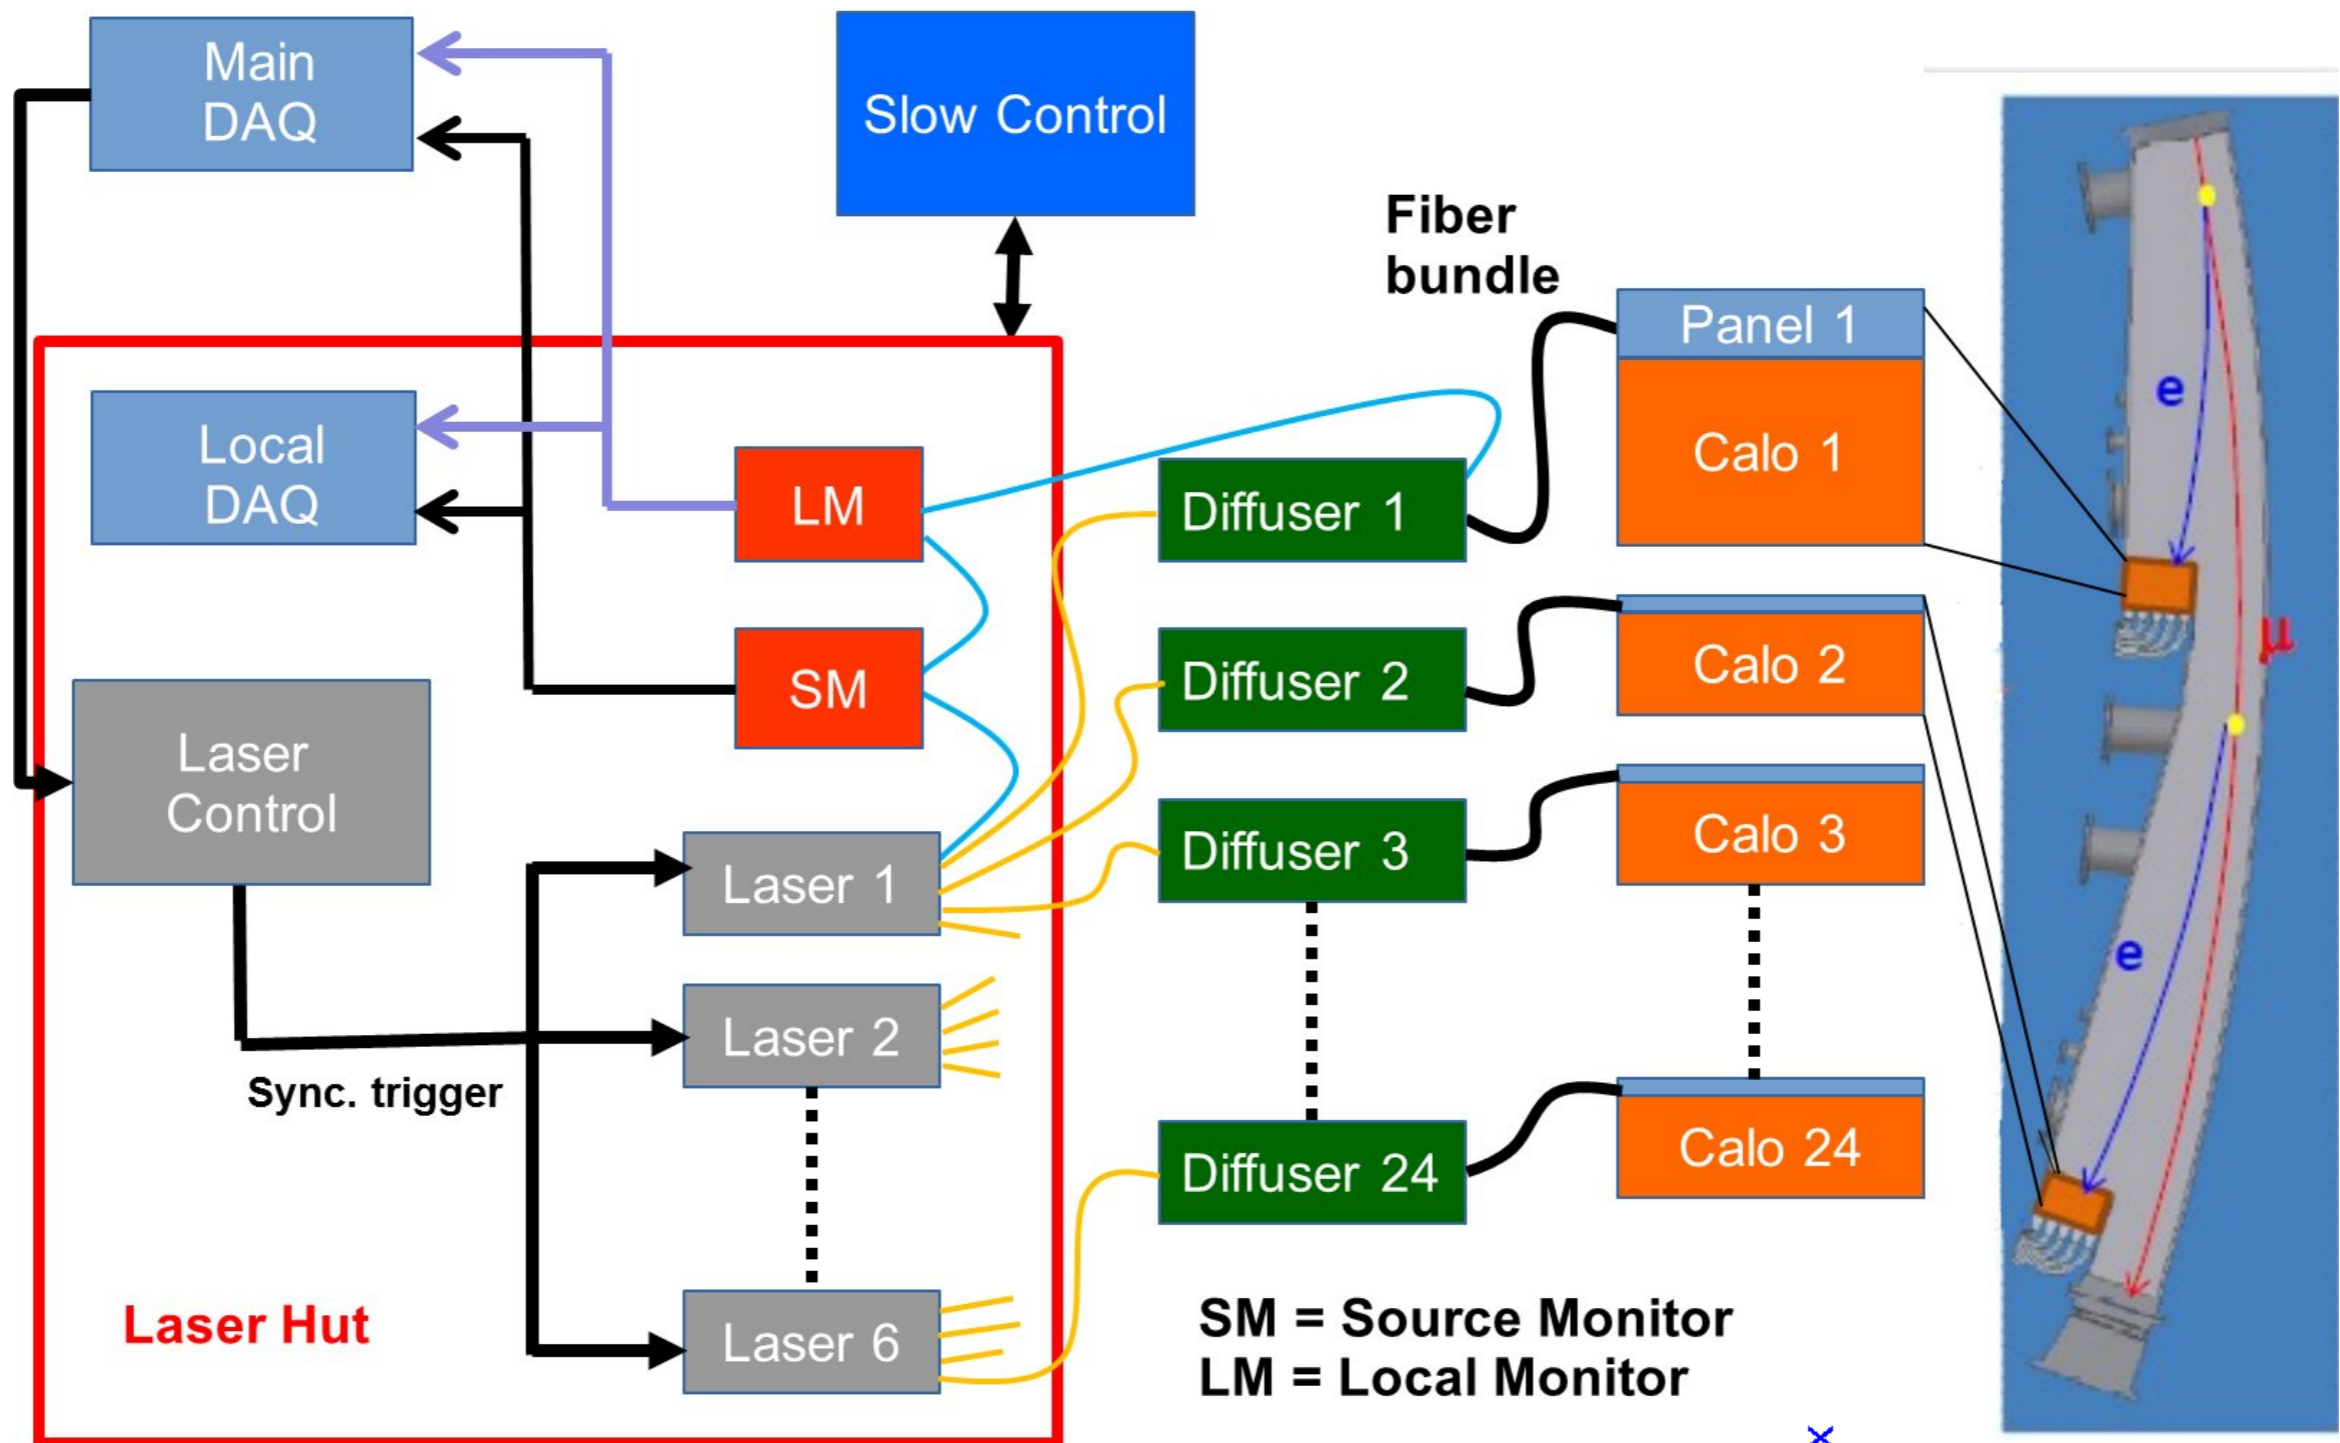 Main
DAQ
Slow Control
Fiber
bundle
Panel 1
Calo 1
e
Local
DAQ
LM
Diffuser 1
SM
Diffuser 2
Calo 2
μ
Laser
Control
Laser 1
Diffuser 3
Calo 3
e
Laser 2
Sync. trigger
Diffuser 24
Calo 24
Laser Hut
Laser 6
SM = Source Monitor
LM = Local Monitor